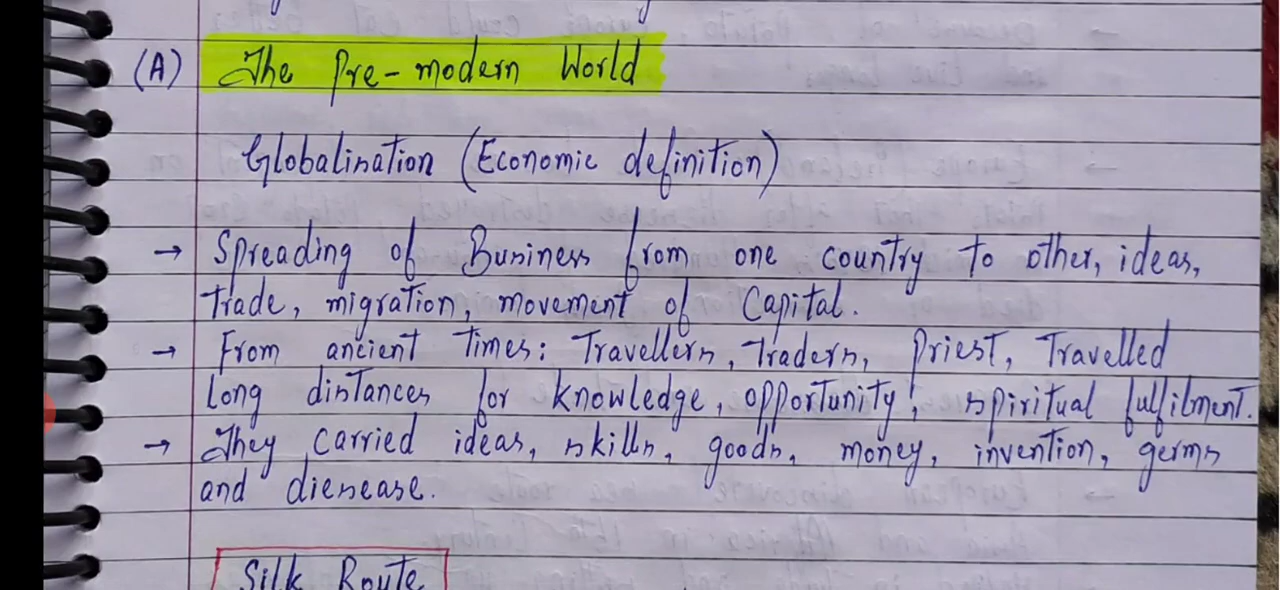 (A) The Pre-modern World
Globalisation (Economic definition)
→ Spreading of Business from one country to other, ideas,
trade, migration, movement of Capital.
→ From ancient Times: Travellers, Traders, Priest, Travelled
Long distances for knowledge, opportunity, spiritual fulfilment.
→ They carried ideas, skills, goods, money, invention, germs
and diesease.
Silk Route